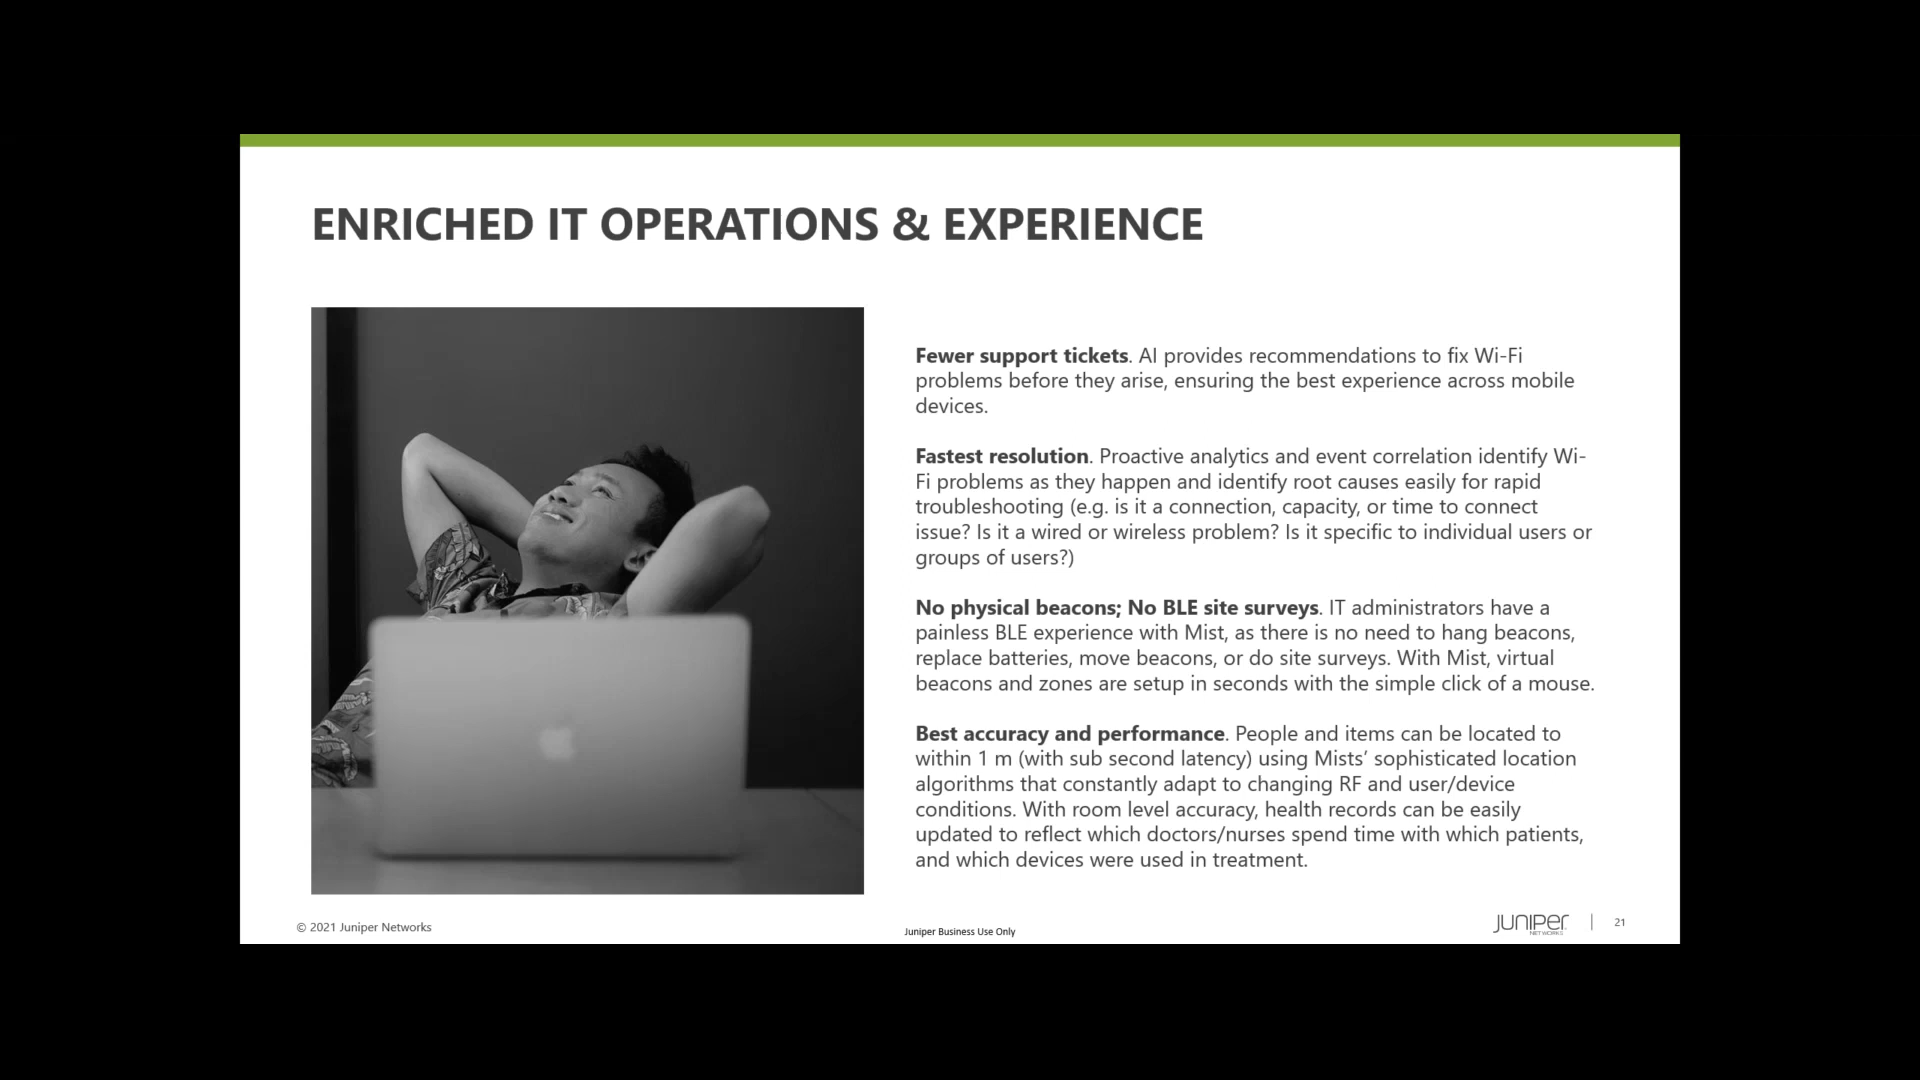 ENRICHED IT OPERATIONS & EXPERIENCE
Fewer support tickets. AI provides recommendations to fix Wi-Fi
problems before they arise, ensuring the best experience across mobile
devices.
Fastest resolution. Proactive analytics and event correlation identify Wi-
Fi problems as they happen and identify root causes easily for rapid
troubleshooting (e.g. is it a connection, capacity, or time to connect
issue? Is it a wired or wireless problem? Is it specific to individual users or
groups of users?)
No physical beacons; No BLE site surveys. IT administrators have a
painless BLE experience with Mist, as there is no need to hang beacons,
replace batteries, move beacons, or do site surveys. With Mist, virtual
beacons and zones are setup in seconds with the simple click of a mouse.
Best accuracy and performance. People and items can be located to
within 1 m (with sub second latency) using Mists’ sophisticated location
algorithms that constantly adapt to changing RF and user/device
conditions. With room level accuracy, health records can be easily
updated to reflect which doctors/nurses spend time with which patients,
and which devices were used in treatment.
© 2021 Juniper Networks
Juniper Business Use Only
JUNIPER
NETWORKS
21